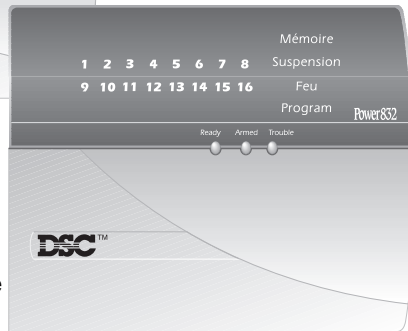 Mémoire
1 2 3 4 5 6 7 8 Suspension
9 10 11 12 13 14 15 16 Feu
Program
Power832
Ready Armed Trouble
DSC™
e